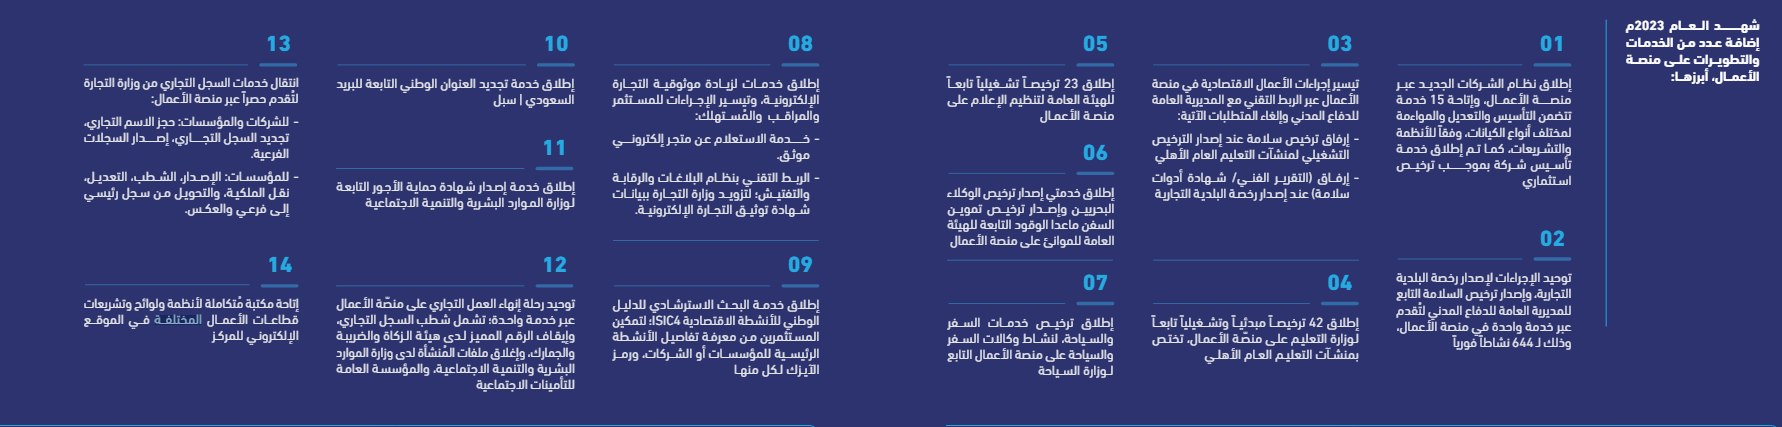 شهد العام 2023م
إضافة عدد من الخدمات
والتطويرات على منصة
الأعمال، أبرزها:
01
إطلاق نظام الشركات الجديد عبر
منصة الأعمال، وإتاحة 15 خدمة
تتضمن التأسيس والتعديل والمواءمة
لمختلف أنواع الكيانات، وفقاً للأنظمة
والتشريعات، كما تم إطلاق خدمة
تأسيس شركة بموجب ترخيص
استثماري
02
توحيد الإجراءات لإصدار رخصة البلدية
التجارية، وإصدار ترخيص السلامة التابع
للمديرية العامة للدفاع المدني لتُقدم
عبر خدمة واحدة في منصة الأعمال،
وذلك لـ 644 نشاطاً فورياً
03
تيسير إجراءات الأعمال الاقتصادية في منصة
الأعمال عبر الربط التقني مع المديرية العامة
للدفاع المدني وإلغاء المتطلبات الآتية:
- إرفاق ترخيص سلامة عند إصدار الترخيص
التشغيلي لمنشآت التعليم العام الأهلي
- إرفاق (التقرير الفني/ شهادة أدوات
سلامة) عند إصدار رخصة البلدية التجارية
04
إطلاق 42 ترخيصاً مبدئياً وتشغيلياً تابعاً
لوزارة التعليم على منصّة الأعمال، تختص
بمنشآت التعليم العام الأهلي
05
إطلاق 23 ترخيصاً تشغيلياً تابعاً
للهيئة العامة لتنظيم الإعلام على
منصة الأعمال
06
إطلاق خدمتي إصدار ترخيص الوكلاء
البحريين وإصدار ترخيص تموين
السفن ماعدا الوقود التابعة للهيئة
العامة للموانئ على منصة الأعمال
07
إطلاق ترخيص خدمات السفر
والسياحة، لنشاط وكالات السفر
والسياحة على منصة الأعمال التابع
لوزارة السياحة
08
إطلاق خدمات لزيادة موثوقية التجارة
الإلكترونية، وتيسير الإجراءات للمستثمر
والمراقب والمُستهلك:
- خدمة الاستعلام عن متجر إلكتروني
موثق.
- الربط التقني بنظام البلاغات والرقابة
والتفتيش؛ لتزويد وزارة التجارة ببيانات
شهادة توثيق التجارة الإلكترونية.
09
إطلاق خدمة البحث الاسترشادي للدليل
الوطني للأنشطة الاقتصادية ISIC4؛ لتمكين
المستثمرين من معرفة تفاصيل الأنشطة
الرئيسية للمؤسسات أو الشركات، ورمز
الآيزك لكل منها
10
إطلاق خدمة تجديد العنوان الوطني التابعة للبريد
السعودي | سبل
11
إطلاق خدمة إصدار شهادة حماية الأجور التابعة
لوزارة الموارد البشرية والتنمية الاجتماعية
12
توحيد رحلة إنهاء العمل التجاري على منصّة الأعمال
عبر خدمة واحدة؛ تشمل شطب السجل التجاري،
وإيقاف الرقم المميز لدى هيئة الزكاة والضريبة
والجمارك، وإغلاق ملفات المُنشأة لدى وزارة الموارد
البشرية والتنمية الاجتماعية، والمؤسسة العامة
للتأمينات الاجتماعية
13
انتقال خدمات السجل التجاري من وزارة التجارة
لتُقدم حصراً عبر منصة الأعمال:
- للشركات والمؤسسات: حجز الاسم التجاري،
تجديد السجل التجاري، إصدار السجلات
الفرعية.
- للمؤسسات: الإصدار، الشطب، التعديل،
نقل الملكية، والتحويل من سجل رئيسي
إلى فرعي والعكس.
14
إتاحة مكتبة مُتكاملة لأنظمة ولوائح وتشريعات
قطاعات الأعمال المختلفة في الموقع
الإلكتروني للمركز